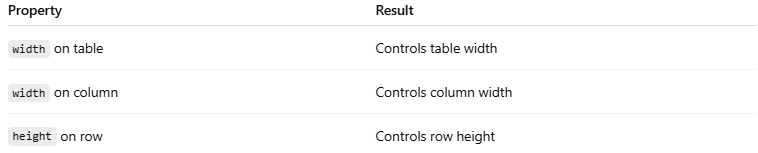 Property Result
width on table Controls table width
width on column Controls column width
height on row Controls row height